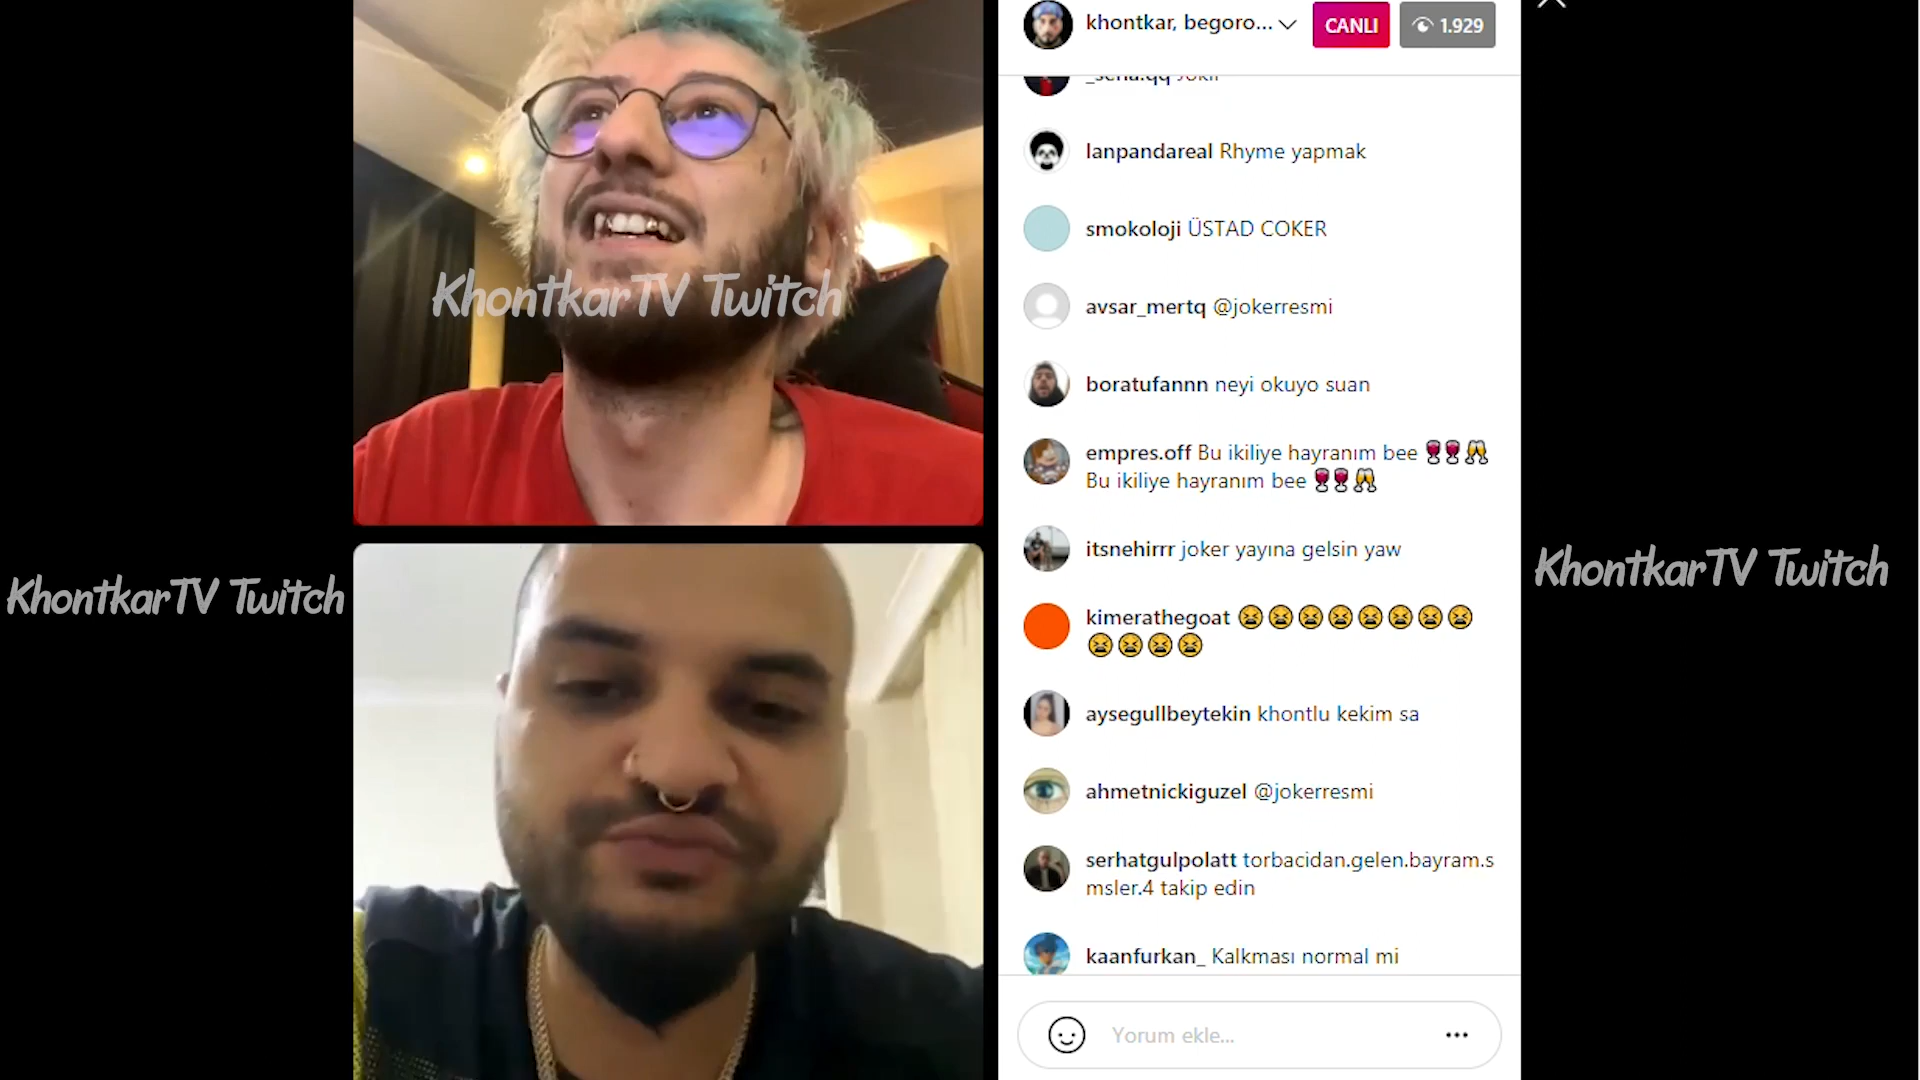 khontkar, begoro...
CANLI
1.929
lanpandareal Rhyme yapmak
smokoloji ÜSTAD COKER
avsar_mertq @jokerresmi
boratufannn neyi okuyo suan
empres.off Bu ikiliye hayranım bee 🍷🍷🥂
Bu ikiliye hayranım bee 🍷🍷🥂
itsnehirrr joker yayına gelsin yaw
kimerathegoat 😫😫😫😫😫😫😫😫
😫😫😫😫
aysegullbeytekin khontlu kekim sa
ahmetnickiguzel @jokerresmi
serhatgulpolatt torbacidan.gelen.bayram.s
msler.4 takip edin
kaanfurkan_ Kalkması normal mi
Yorum ekle...
KhontkarTV Twitch
KhontkarTV Twitch
KhontkarTV Twitch